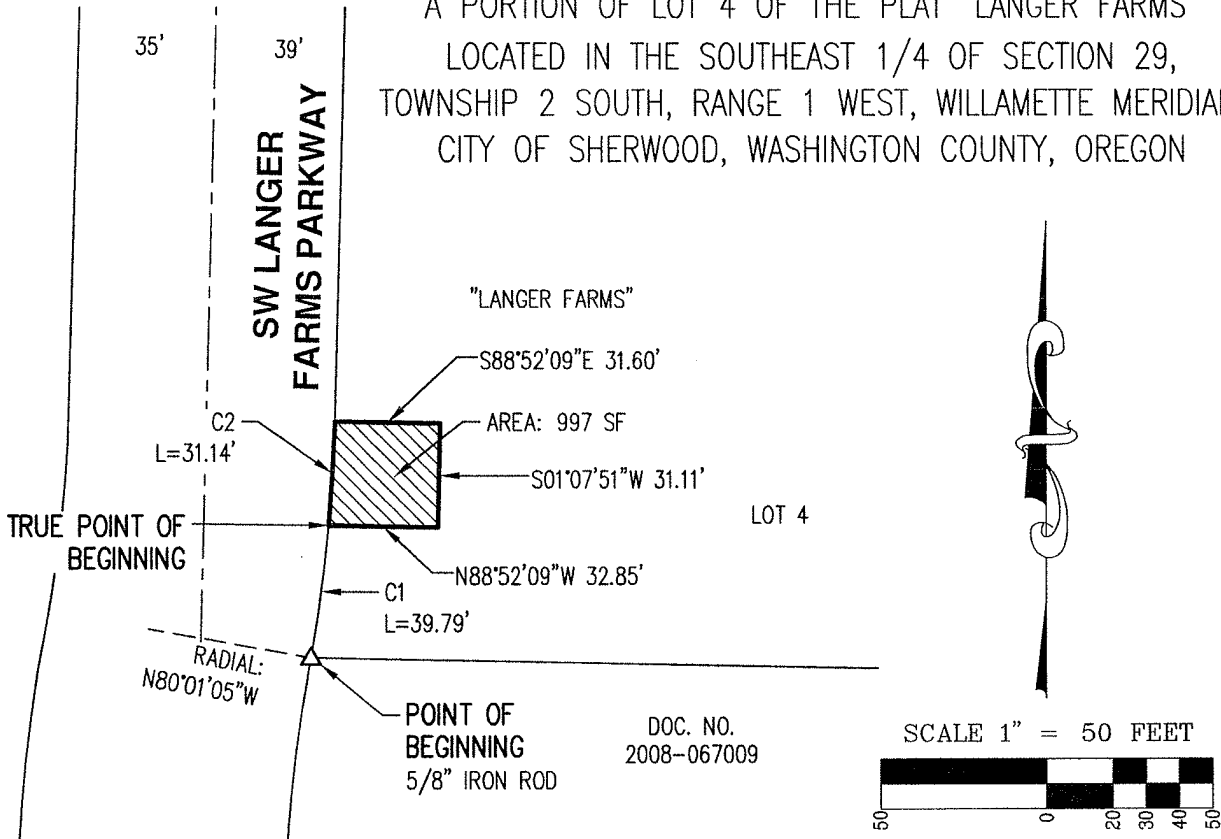 A PORTION OF LOT 4 OF THE PLAT "LANGER FARMS"
LOCATED IN THE SOUTHEAST 1/4 OF SECTION 29,
TOWNSHIP 2 SOUTH, RANGE 1 WEST, WILLAMETTE MERIDIAN
CITY OF SHERWOOD, WASHINGTON COUNTY, OREGON
35'
39'
SW LANGER
FARMS PARKWAY
"LANGER FARMS"
S88°52'09"E 31.60'
C2
L=31.14'
AREA: 997 SF
S01°07'51"W 31.11'
LOT 4
TRUE POINT OF
BEGINNING
N88°52'09"W 32.85'
C1
L=39.79'
RADIAL:
N80°01'05"W
POINT OF
BEGINNING
5/8" IRON ROD
DOC. NO.
2008-067009
SCALE 1" = 50 FEET
50 0 20 30 40 50